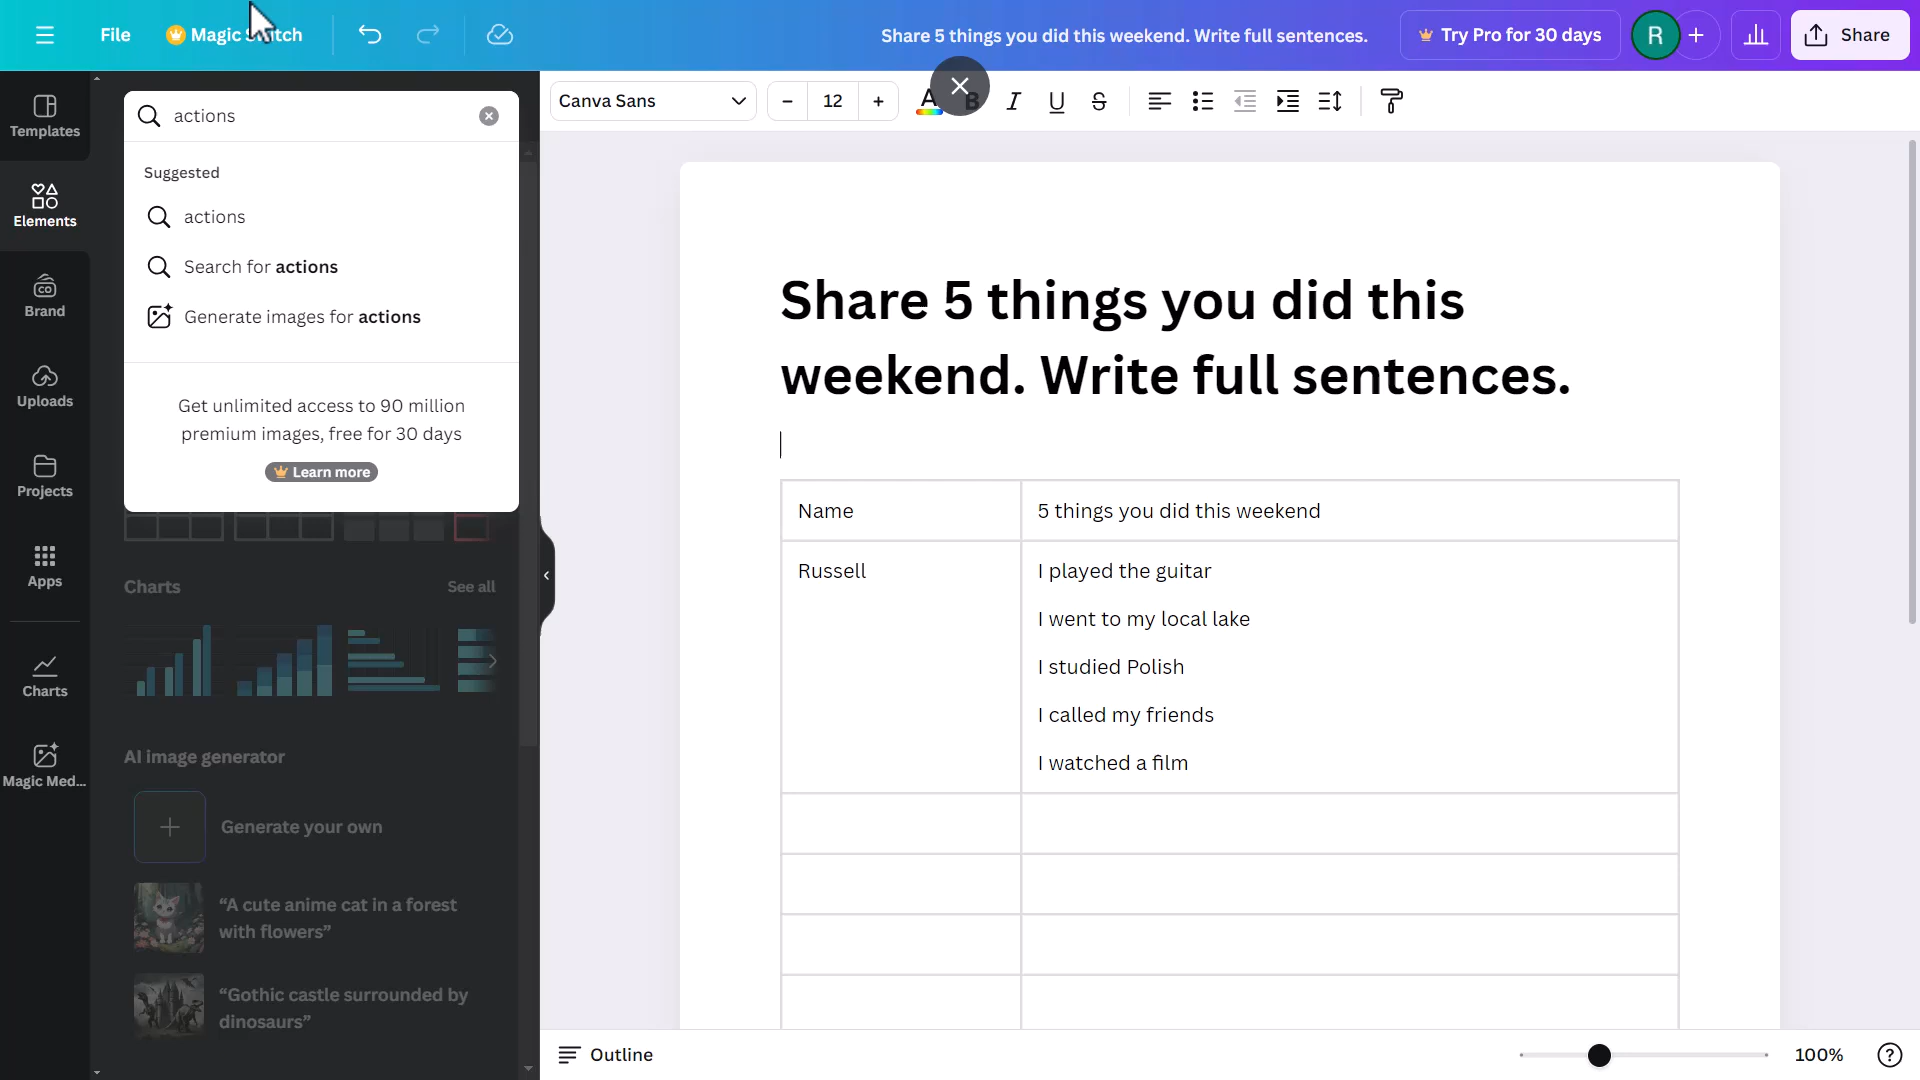 File
Magic Switch
Share 5 things you did this weekend. Write full sentences.
Try Pro for 30 days
R
Share
Templates
Elements
Brand
Uploads
Projects
Apps
Charts
Magic Med...
actions
Suggested
actions
Search for actions
Generate images for actions
Get unlimited access to 90 million
premium images, free for 30 days
Learn more
Charts
See all
AI image generator
Generate your own
“A cute anime cat in a forest
with flowers”
“Gothic castle surrounded by
dinosaurs”
Canva Sans
– 12 +
A B I U S
Share 5 things you did this
weekend. Write full sentences.
Name
5 things you did this weekend
Russell
I played the guitar
I went to my local lake
I studied Polish
I called my friends
I watched a film
Outline
100%
?